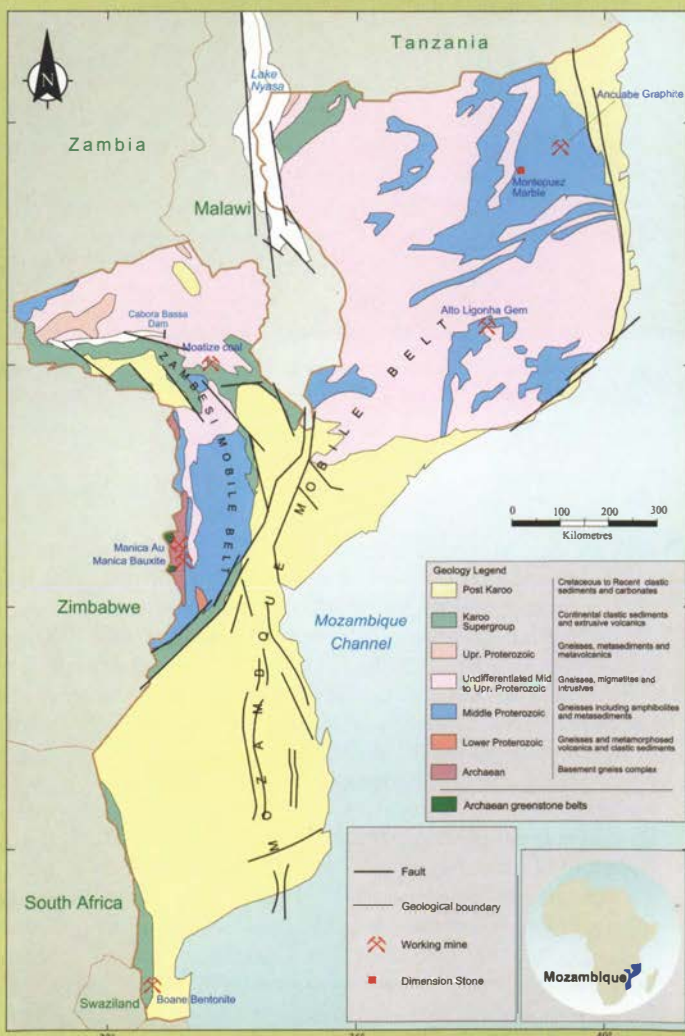 Tanzania
N
Lake
Nyasa
Ancuabe Graphite
Zambia
Montepuez
Marble
Malawi
Cabora Bassa
Dam
Alto Ligonha Gem
Moatize coal
ZAMBESI MOBILE BELT
MOZAMBIQUE MOBILE BELT
Manica Au
Manica Bauxite
0 100 200 300
Kilometres
Zimbabwe
Mozambique
Channel
Geology Legend
Post Karoo
Cretaceous to Recent clastic
sediments and carbonates
Karoo
Supergroup
Continental clastic sediments
and extrusive volcanics
Upr. Proterozoic
Gneisses, metasediments and
metavolcanics
Undifferentiated Mid
to Upr. Proterozoic
Gneisses, migmatites and
intrusives
Middle Proterozoic
Gneisses including amphibolites
and metasediments
Lower Proterozoic
Gneisses and metamorphosed
volcanics and clastic sediments
Archaean
Basement gneiss complex
Archaean greenstone belts
Fault
Geological boundary
Working mine
Dimension Stone
Mozambique
South Africa
Swaziland
Boane Bentonite